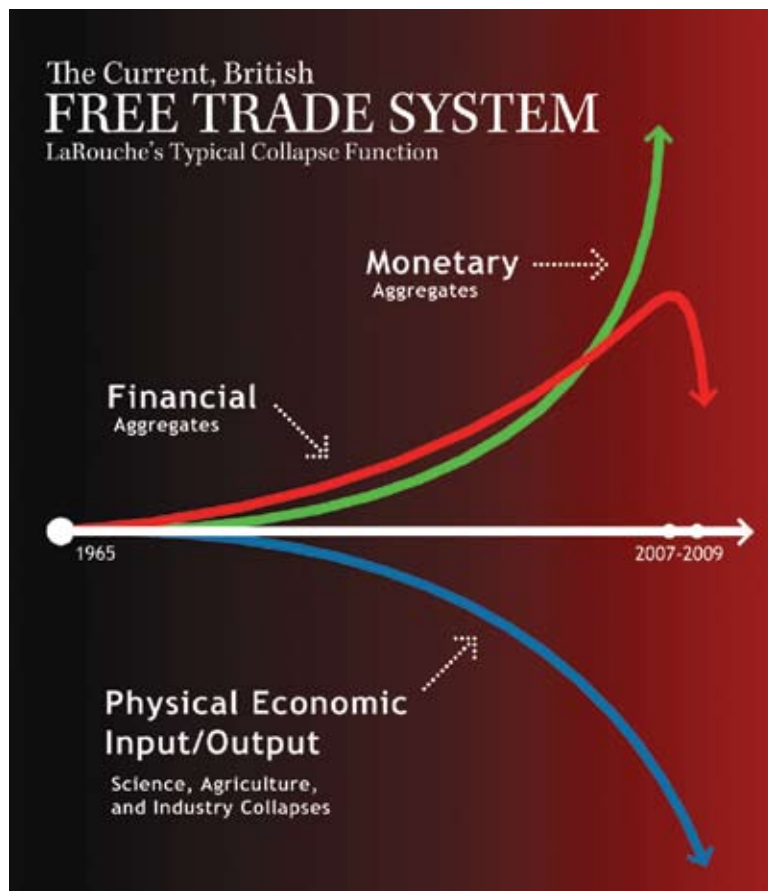 The Current, British
FREE TRADE SYSTEM
LaRouche's Typical Collapse Function
Monetary
Aggregates
Financial
Aggregates
1965
2007-2009
Physical Economic
Input/Output
Science, Agriculture,
and Industry Collapses